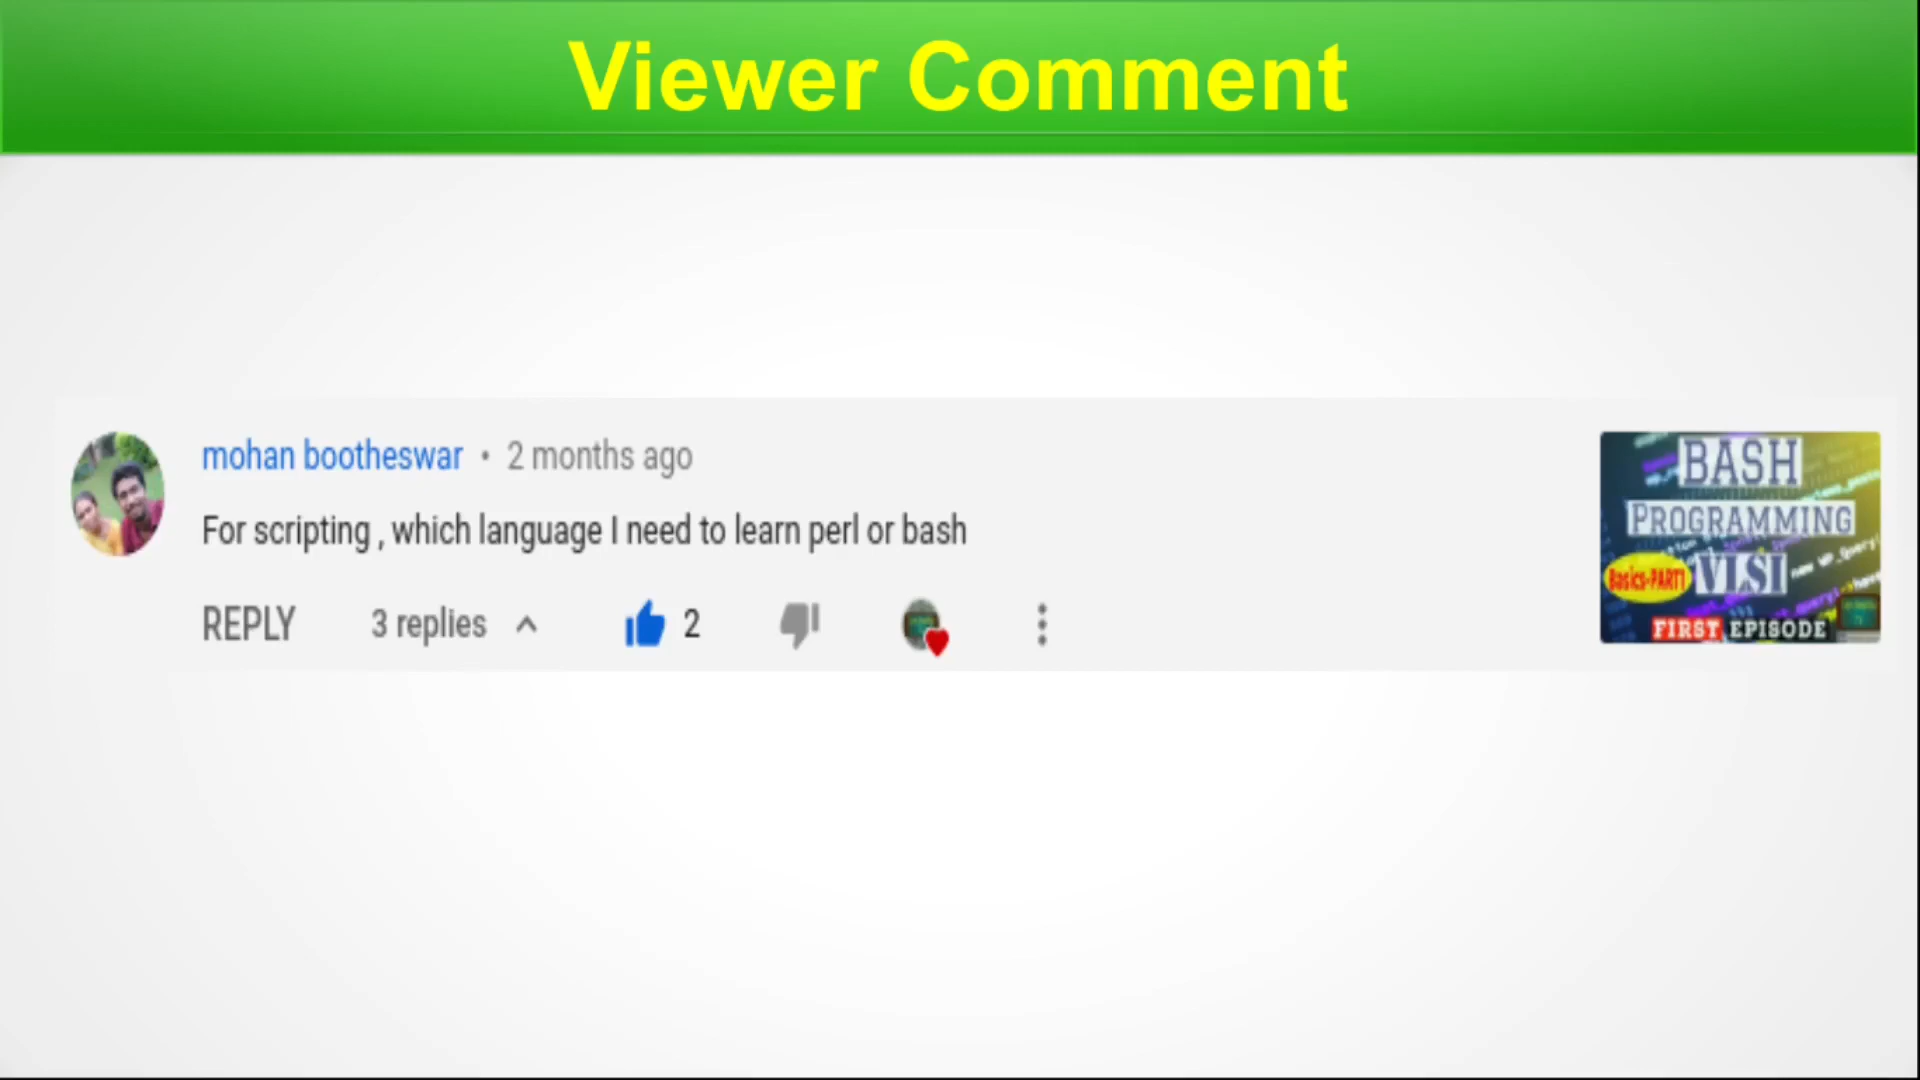 Viewer Comment
mohan bootheswar • 2 months ago
For scripting , which language I need to learn perl or bash
REPLY 3 replies 2
BASH
PROGRAMMING
Basics-PART1 VLSI
FIRST EPISODE